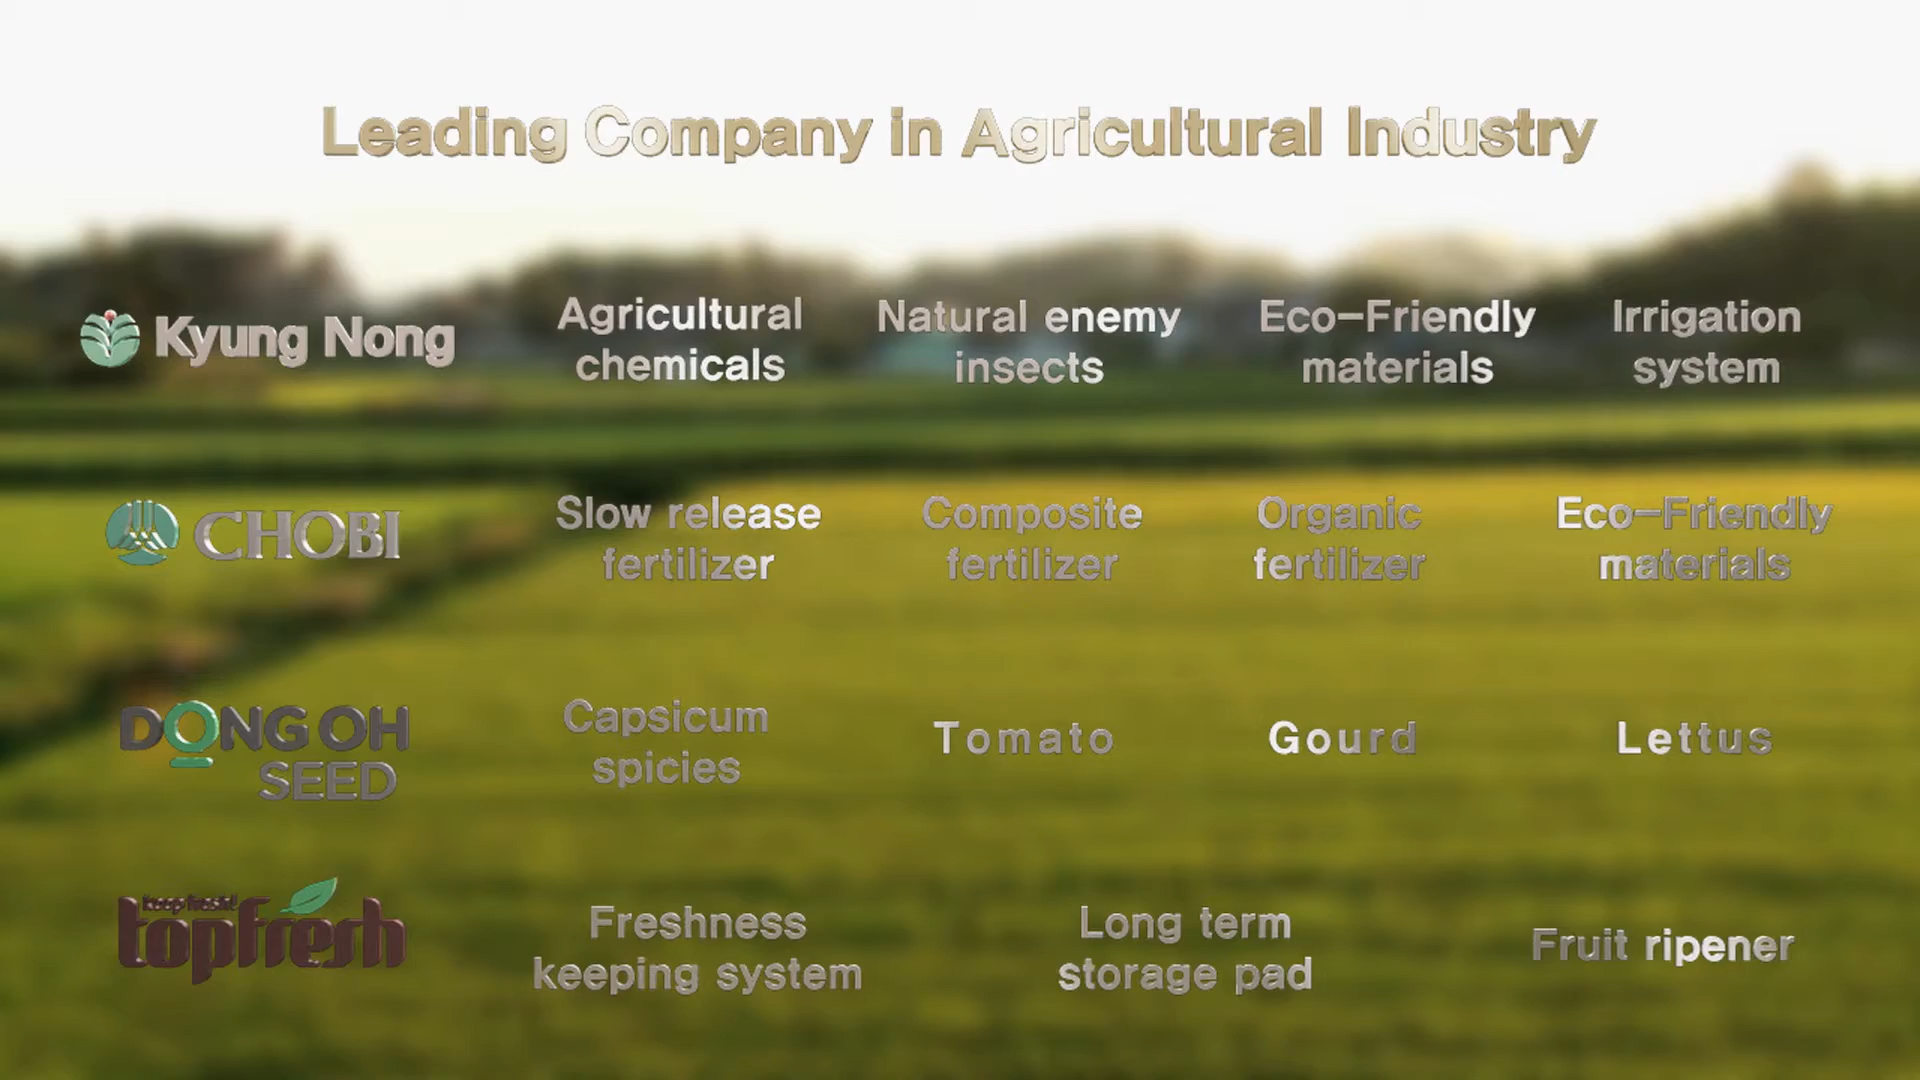 Leading Company in Agricultural Industry
Kyung Nong
Agricultural
chemicals
Natural enemy
insects
Eco-Friendly
materials
Irrigation
system
CHOBI
Slow release
fertilizer
Composite
fertilizer
Organic
fertilizer
Eco-Friendly
materials
DONG OH
SEED
Capsicum
spicies
Tomato
Gourd
Lettus
keep fresh!
topfresh
Freshness
keeping system
Long term
storage pad
Fruit ripener